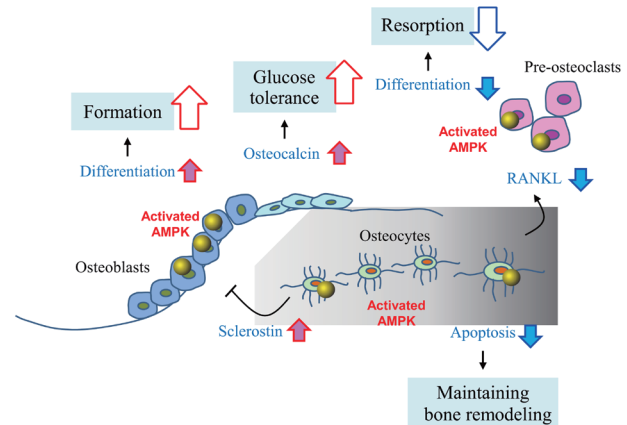 Resorption
Differentiation
Pre-osteoclasts
Activated
AMPK
RANKL
Glucose
tolerance
Osteocalcin
Formation
Differentiation
Activated
AMPK
Osteoblasts
Osteocytes
Activated
AMPK
Sclerostin
Apoptosis
Maintaining
bone remodeling